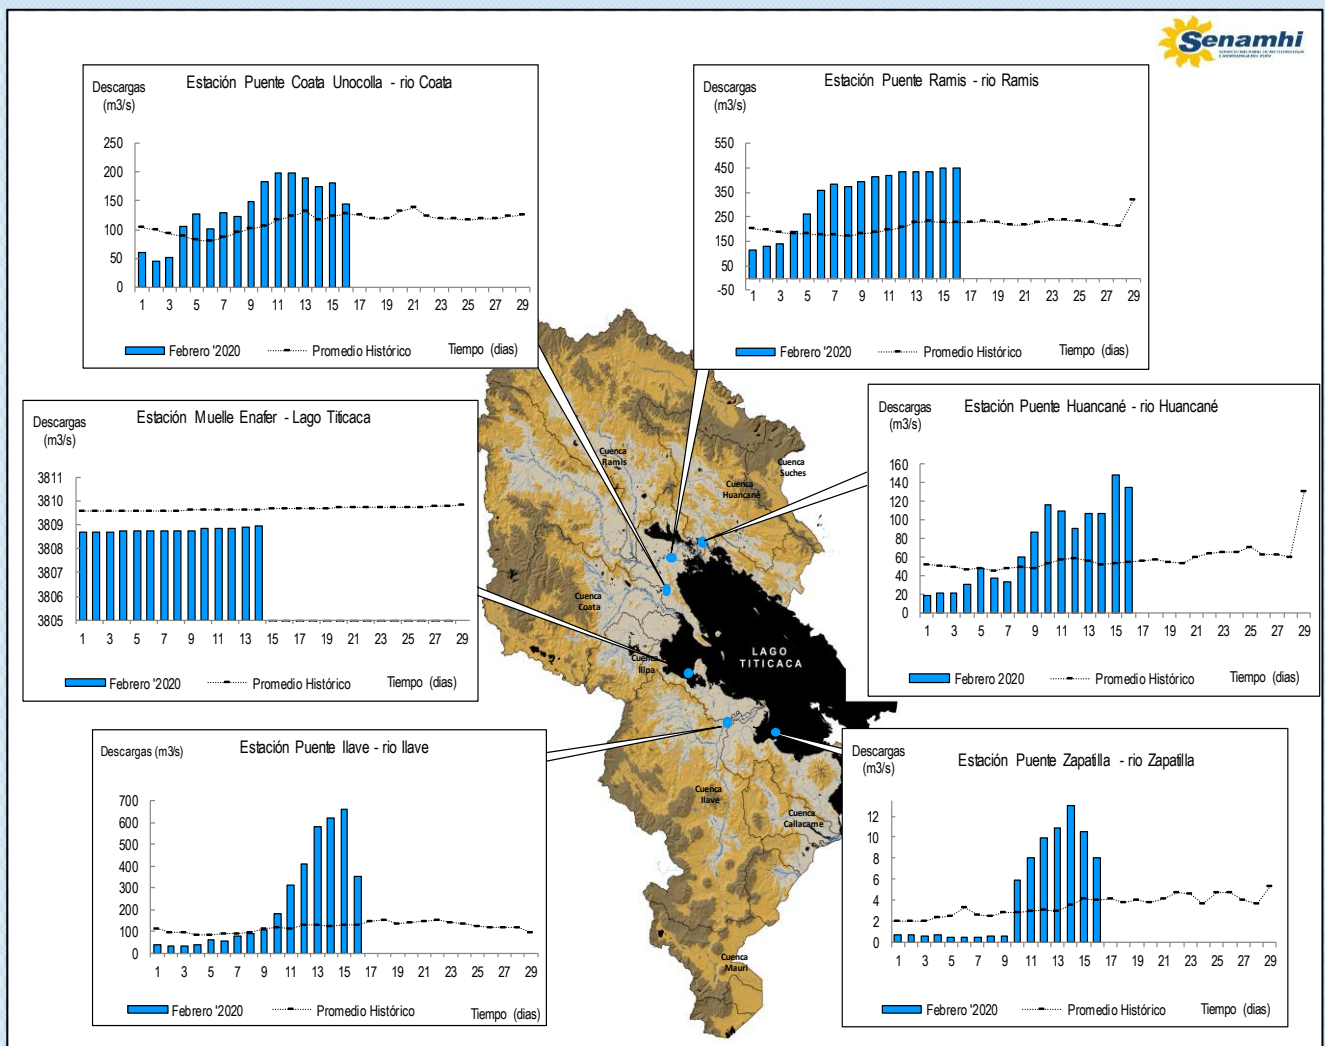 Senamhi
SERVICIO NACIONAL DE METEOROLOGÍA
E HIDROLOGÍA DEL PERÚ
Estación Puente Coata Unocolla - rio Coata
Descargas
(m3/s)
250
200
150
100
50
0
1 3 5 7 9 11 13 15 17 19 21 23 25 27 29
Febrero '2020 Promedio Histórico Tiempo (dias)
Estación Puente Ramis - rio Ramis
Descargas
(m3/s)
550
450
350
250
150
50
-50
1 3 5 7 9 11 13 15 17 19 21 23 25 27 29
Febrero '2020 Promedio Histórico Tiempo (dias)
Estación Muelle Enafer - Lago Titicaca
Descargas
(m3/s)
3811
3810
3809
3808
3807
3806
3805
1 3 5 7 9 11 13 15 17 19 21 23 25 27 29
Febrero '2020 Promedio Histórico Tiempo (dias)
Estación Puente Huancané - rio Huancané
Descargas
(m3/s)
160
140
120
100
80
60
40
20
0
1 3 5 7 9 11 13 15 17 19 21 23 25 27 29
Febrero 2020 Promedio Histórico Tiempo (dias)
Cuenca
Ramis
Cuenca
Suches
Cuenca
Huancané
Cuenca
Coata
LAGO
TITICACA
Cuenca
Illpa
Cuenca
Ilave
Cuenca
Callacame
Cuenca
Mauri
Estación Puente Ilave - rio Ilave
Descargas (m3/s)
700
600
500
400
300
200
100
0
1 3 5 7 9 11 13 15 17 19 21 23 25 27 29
Febrero '2020 Promedio Histórico Tiempo (dias)
Estación Puente Zapatilla - rio Zapatilla
Descargas
(m3/s)
12
10
8
6
4
2
0
1 3 5 7 9 11 13 15 17 19 21 23 25 27 29
Febrero '2020 Promedio Histórico Tiempo (dias)